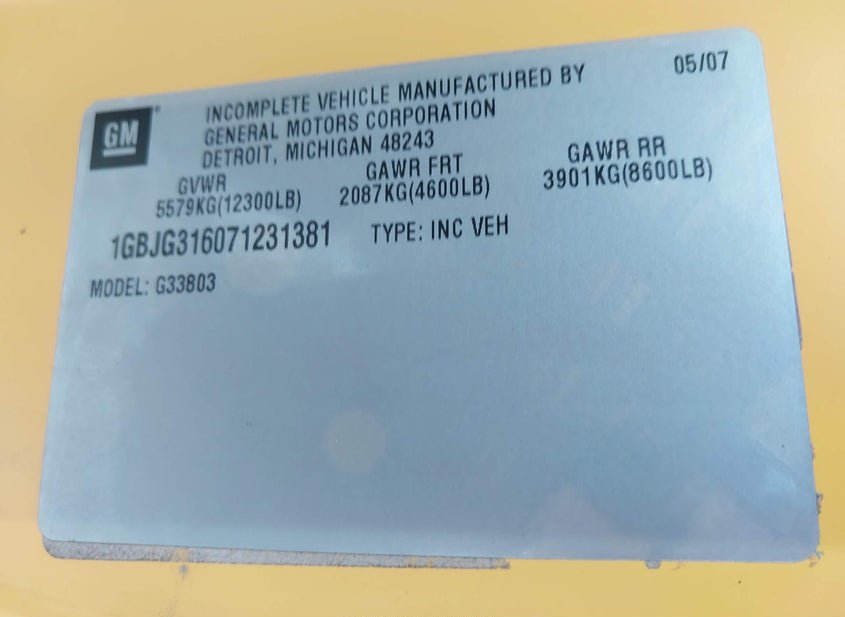 GM
INCOMPLETE VEHICLE MANUFACTURED BY
GENERAL MOTORS CORPORATION
DETROIT, MICHIGAN 48243
05/07
GVWR
5579KG(12300LB)
GAWR FRT
2087KG(4600LB)
GAWR RR
3901KG(8600LB)
1GBJG316071231381
TYPE: INC VEH
MODEL: G33803